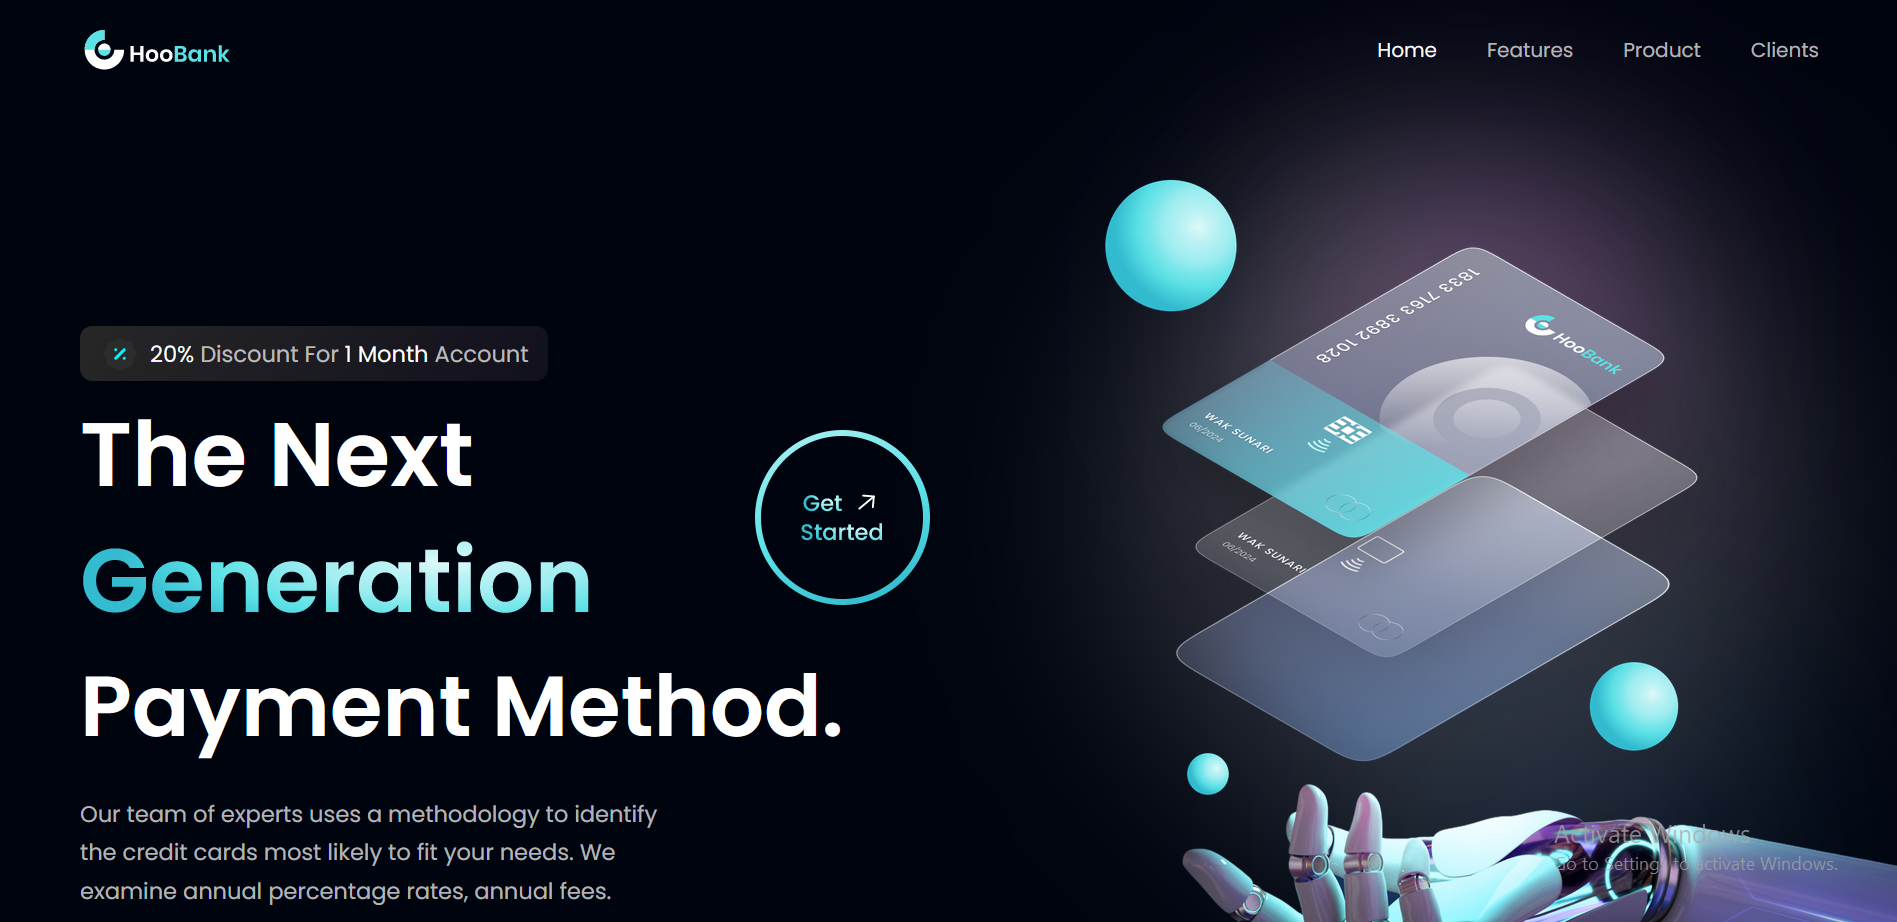 HooBank
Home
Features
Product
Clients
20% Discount For 1 Month Account
The Next
Generation
Payment Method.
Get
Started
Our team of experts uses a methodology to identify
the credit cards most likely to fit your needs. We
examine annual percentage rates, annual fees.
1833 7163 3892 1028
HooBank
WAK SUNARI
06/2024
WAK SUNARI
06/2024
Activate Windows
Go to Settings to activate Windows.